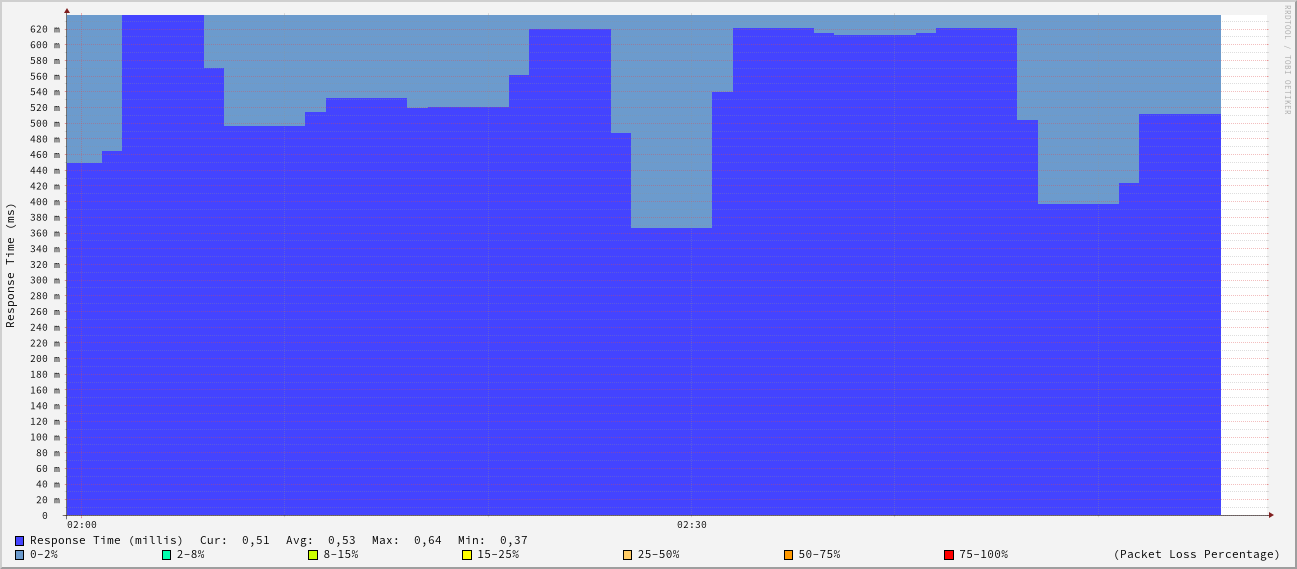 RRDTOOL / TOBI OETIKER
Response Time (ms)
620 m
600 m
580 m
560 m
540 m
520 m
500 m
480 m
460 m
440 m
420 m
400 m
380 m
360 m
340 m
320 m
300 m
280 m
260 m
240 m
220 m
200 m
180 m
160 m
140 m
120 m
100 m
80 m
60 m
40 m
20 m
0
02:00 02:30
Response Time (millis) Cur: 0,51 Avg: 0,53 Max: 0,64 Min: 0,37
0-2% 2-8% 8-15% 15-25% 25-50% 50-75% 75-100% (Packet Loss Percentage)